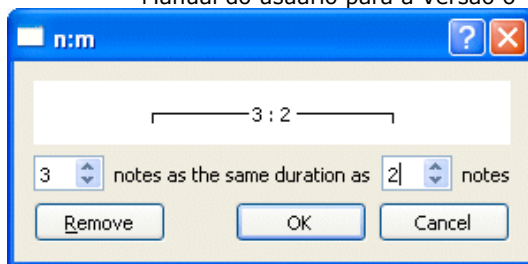 Manual do usuário para a versão 0
n:m
3 : 2
3 notes as the same duration as 2 notes
Remove OK Cancel